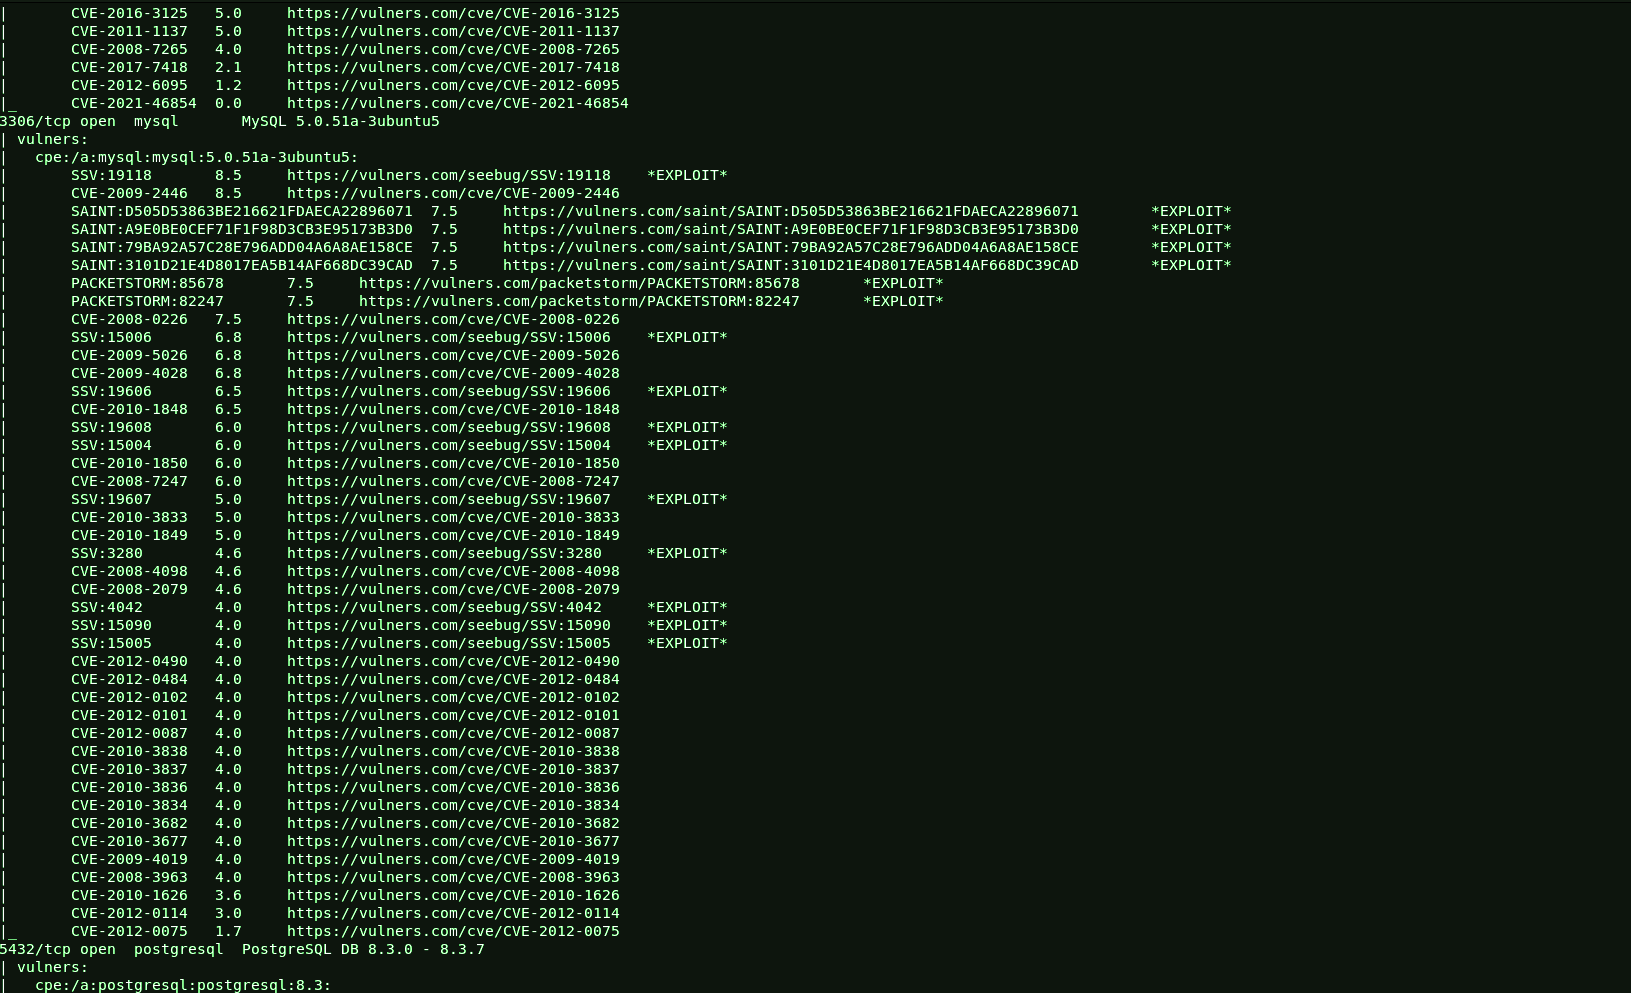 |       CVE-2016-3125   5.0     https://vulners.com/cve/CVE-2016-3125
|       CVE-2011-1137   5.0     https://vulners.com/cve/CVE-2011-1137
|       CVE-2008-7265   4.0     https://vulners.com/cve/CVE-2008-7265
|       CVE-2017-7418   2.1     https://vulners.com/cve/CVE-2017-7418
|       CVE-2012-6095   1.2     https://vulners.com/cve/CVE-2012-6095
|_      CVE-2021-46854  0.0     https://vulners.com/cve/CVE-2021-46854
3306/tcp open  mysql       MySQL 5.0.51a-3ubuntu5
| vulners:
|   cpe:/a:mysql:mysql:5.0.51a-3ubuntu5:
|       SSV:19118       8.5     https://vulners.com/seebug/SSV:19118    *EXPLOIT*
|       CVE-2009-2446   8.5     https://vulners.com/cve/CVE-2009-2446
|       SAINT:D505D53863BE216621FDAECA22896071  7.5     https://vulners.com/saint/SAINT:D505D53863BE216621FDAECA22896071        *EXPLOIT*
|       SAINT:A9E0BE0CEF71F1F98D3CB3E95173B3D0  7.5     https://vulners.com/saint/SAINT:A9E0BE0CEF71F1F98D3CB3E95173B3D0        *EXPLOIT*
|       SAINT:79BA92A57C28E796ADD04A6A8AE158CE  7.5     https://vulners.com/saint/SAINT:79BA92A57C28E796ADD04A6A8AE158CE        *EXPLOIT*
|       SAINT:3101D21E4D8017EA5B14AF668DC39CAD  7.5     https://vulners.com/saint/SAINT:3101D21E4D8017EA5B14AF668DC39CAD        *EXPLOIT*
|       PACKETSTORM:85678       7.5     https://vulners.com/packetstorm/PACKETSTORM:85678       *EXPLOIT*
|       PACKETSTORM:82247       7.5     https://vulners.com/packetstorm/PACKETSTORM:82247       *EXPLOIT*
|       CVE-2008-0226   7.5     https://vulners.com/cve/CVE-2008-0226
|       SSV:15006       6.8     https://vulners.com/seebug/SSV:15006    *EXPLOIT*
|       CVE-2009-5026   6.8     https://vulners.com/cve/CVE-2009-5026
|       CVE-2009-4028   6.8     https://vulners.com/cve/CVE-2009-4028
|       SSV:19606       6.5     https://vulners.com/seebug/SSV:19606    *EXPLOIT*
|       CVE-2010-1848   6.5     https://vulners.com/cve/CVE-2010-1848
|       SSV:19608       6.0     https://vulners.com/seebug/SSV:19608    *EXPLOIT*
|       SSV:15004       6.0     https://vulners.com/seebug/SSV:15004    *EXPLOIT*
|       CVE-2010-1850   6.0     https://vulners.com/cve/CVE-2010-1850
|       CVE-2008-7247   6.0     https://vulners.com/cve/CVE-2008-7247
|       SSV:19607       5.0     https://vulners.com/seebug/SSV:19607    *EXPLOIT*
|       CVE-2010-3833   5.0     https://vulners.com/cve/CVE-2010-3833
|       CVE-2010-1849   5.0     https://vulners.com/cve/CVE-2010-1849
|       SSV:3280        4.6     https://vulners.com/seebug/SSV:3280     *EXPLOIT*
|       CVE-2008-4098   4.6     https://vulners.com/cve/CVE-2008-4098
|       CVE-2008-2079   4.6     https://vulners.com/cve/CVE-2008-2079
|       SSV:4042        4.0     https://vulners.com/seebug/SSV:4042     *EXPLOIT*
|       SSV:15090       4.0     https://vulners.com/seebug/SSV:15090    *EXPLOIT*
|       SSV:15005       4.0     https://vulners.com/seebug/SSV:15005    *EXPLOIT*
|       CVE-2012-0490   4.0     https://vulners.com/cve/CVE-2012-0490
|       CVE-2012-0484   4.0     https://vulners.com/cve/CVE-2012-0484
|       CVE-2012-0102   4.0     https://vulners.com/cve/CVE-2012-0102
|       CVE-2012-0101   4.0     https://vulners.com/cve/CVE-2012-0101
|       CVE-2012-0087   4.0     https://vulners.com/cve/CVE-2012-0087
|       CVE-2010-3838   4.0     https://vulners.com/cve/CVE-2010-3838
|       CVE-2010-3837   4.0     https://vulners.com/cve/CVE-2010-3837
|       CVE-2010-3836   4.0     https://vulners.com/cve/CVE-2010-3836
|       CVE-2010-3834   4.0     https://vulners.com/cve/CVE-2010-3834
|       CVE-2010-3682   4.0     https://vulners.com/cve/CVE-2010-3682
|       CVE-2010-3677   4.0     https://vulners.com/cve/CVE-2010-3677
|       CVE-2009-4019   4.0     https://vulners.com/cve/CVE-2009-4019
|       CVE-2008-3963   4.0     https://vulners.com/cve/CVE-2008-3963
|       CVE-2010-1626   3.6     https://vulners.com/cve/CVE-2010-1626
|       CVE-2012-0114   3.0     https://vulners.com/cve/CVE-2012-0114
|_      CVE-2012-0075   1.7     https://vulners.com/cve/CVE-2012-0075
5432/tcp open  postgresql  PostgreSQL DB 8.3.0 - 8.3.7
| vulners:
|   cpe:/a:postgresql:postgresql:8.3: